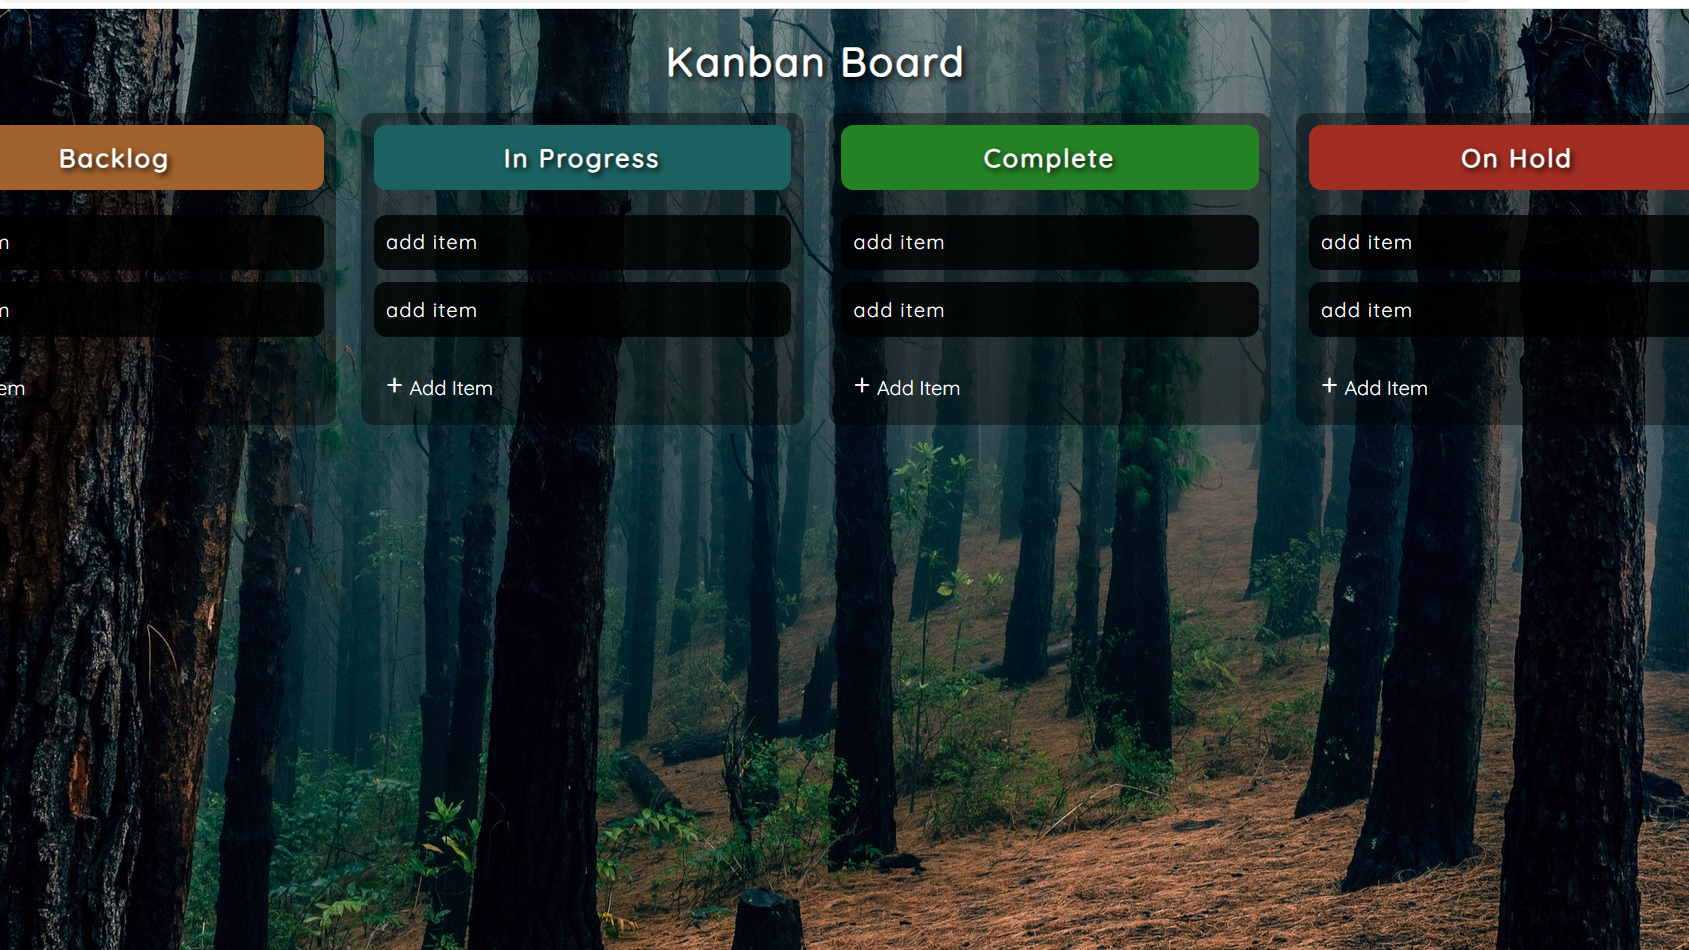 Kanban Board
Backlog
In Progress
add item
add item
+ Add Item
Complete
add item
add item
+ Add Item
On Hold
add item
add item
+ Add Item